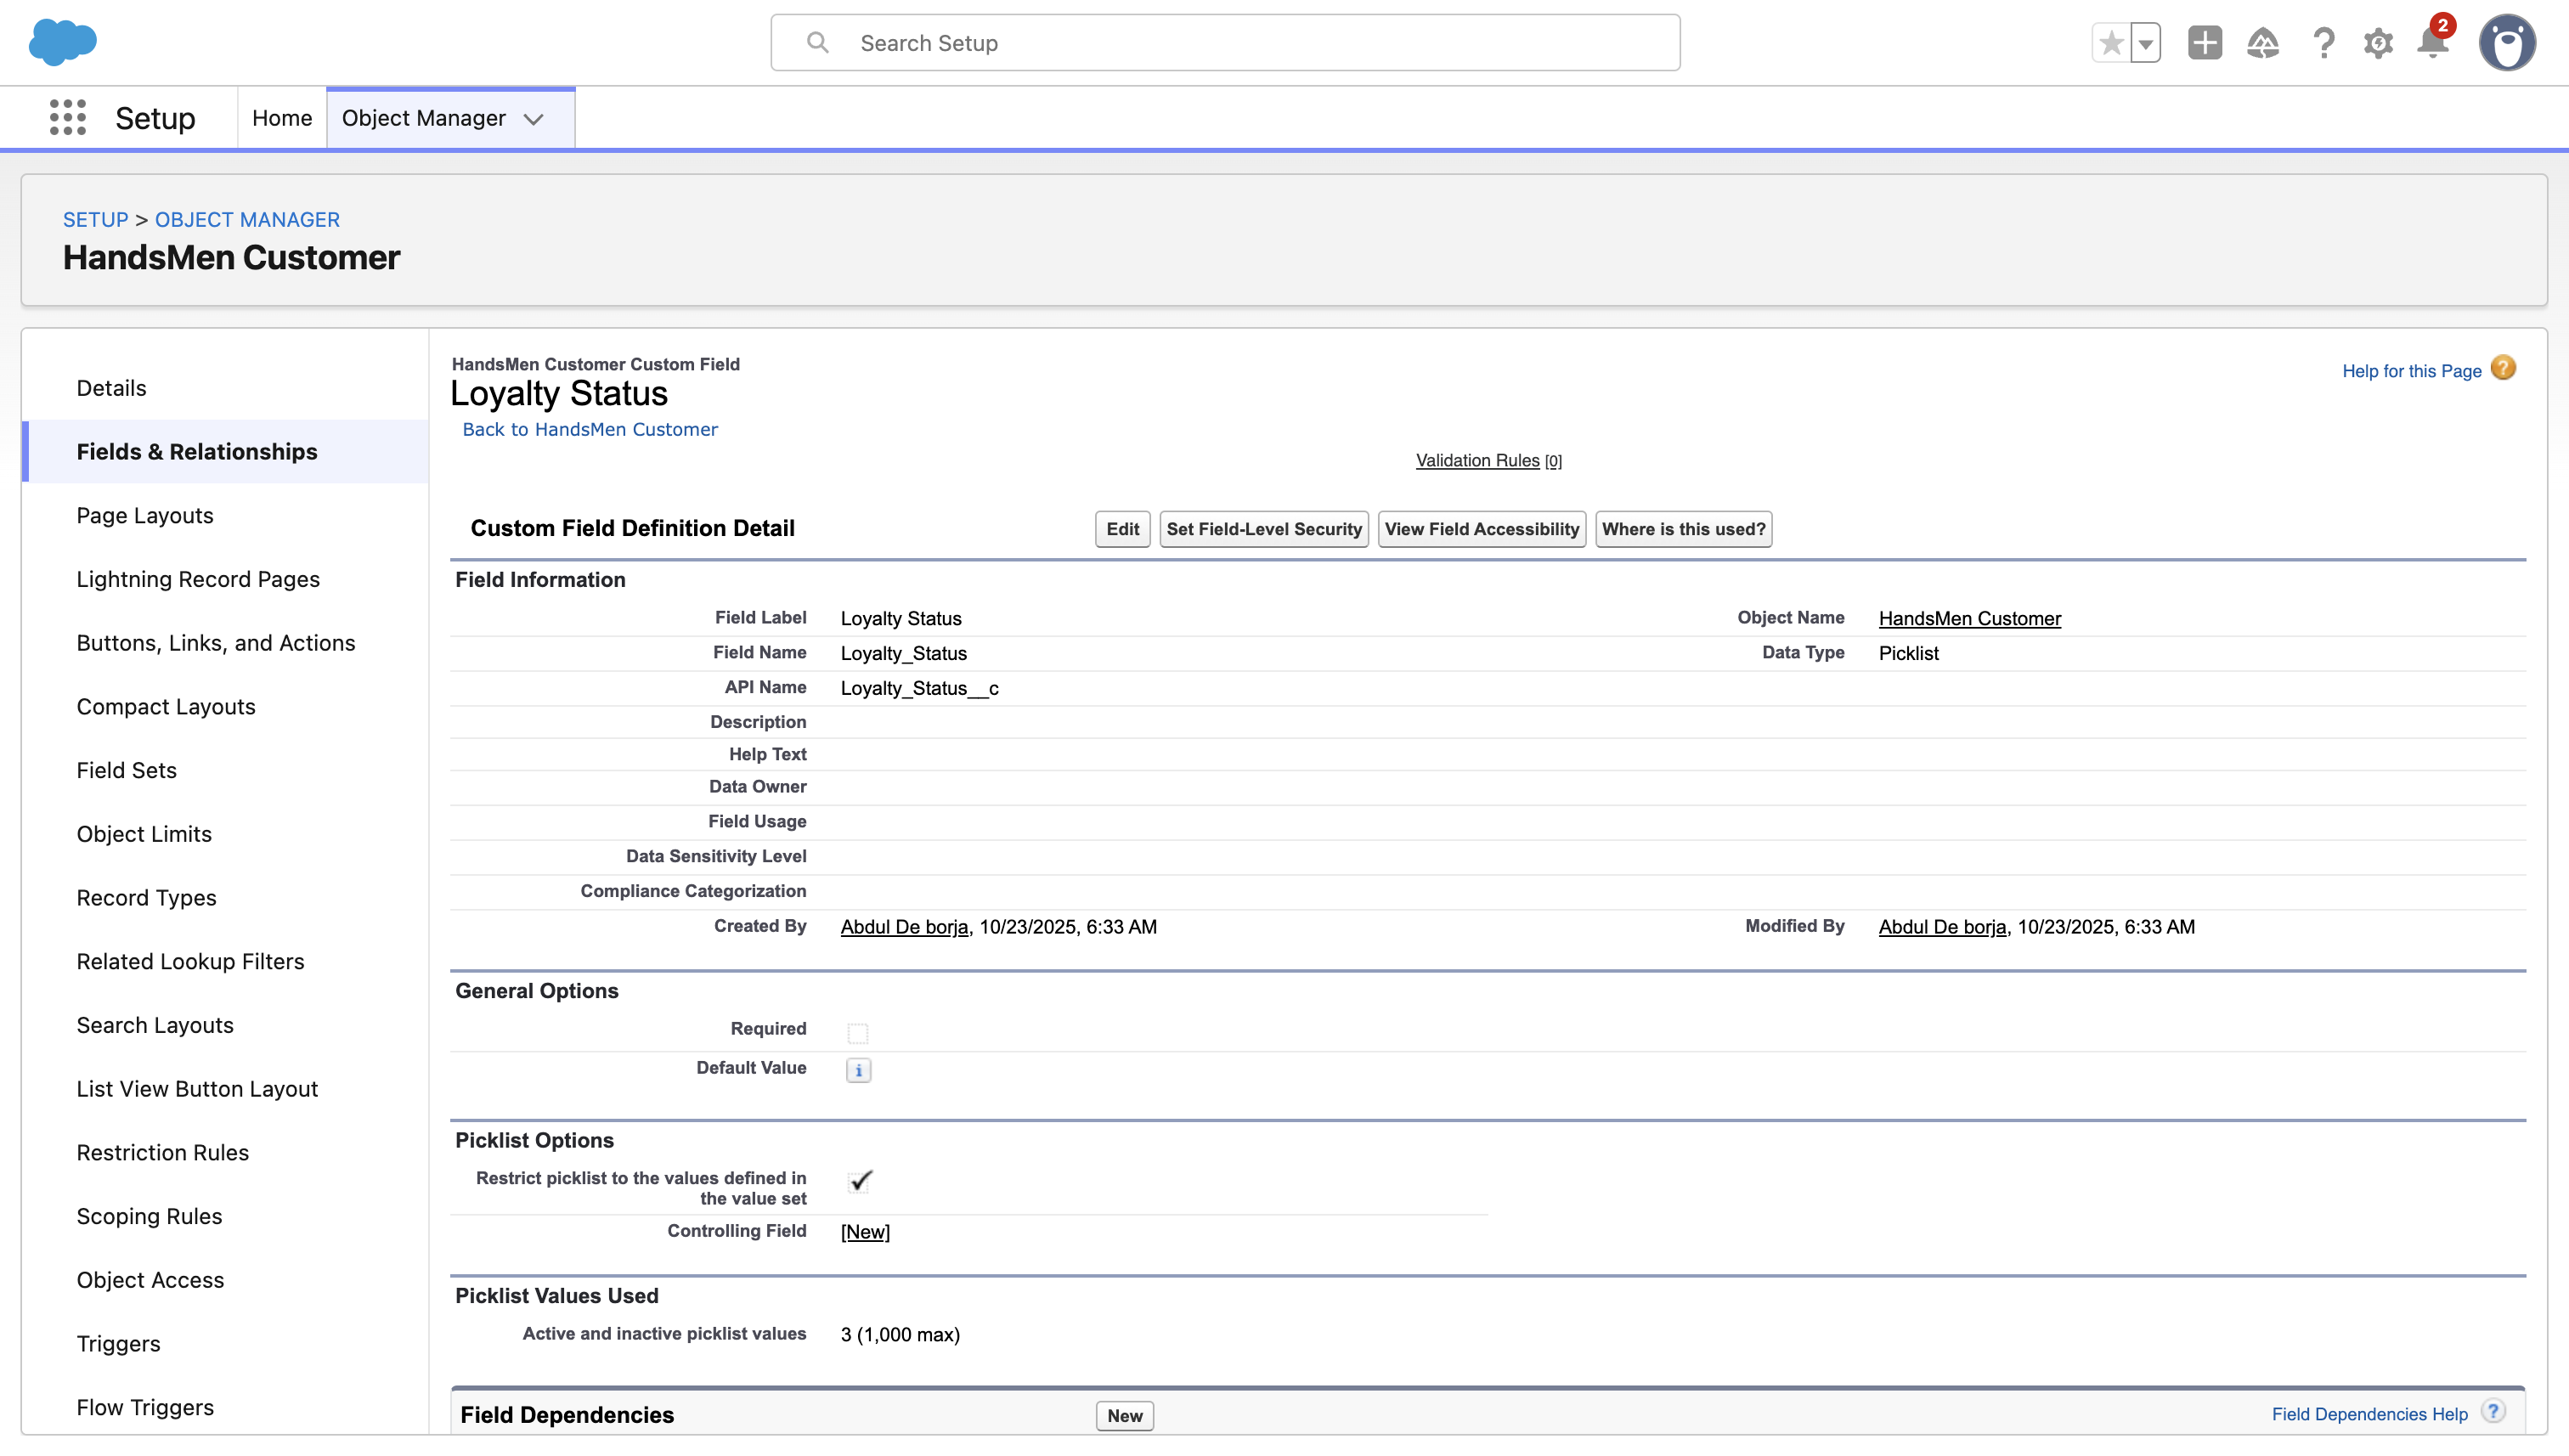 Search Setup
2
Setup
Home
Object Manager
SETUP > OBJECT MANAGER
HandsMen Customer
Details
Fields & Relationships
Page Layouts
Lightning Record Pages
Buttons, Links, and Actions
Compact Layouts
Field Sets
Object Limits
Record Types
Related Lookup Filters
Search Layouts
List View Button Layout
Restriction Rules
Scoping Rules
Object Access
Triggers
Flow Triggers
HandsMen Customer Custom Field
Loyalty Status
Back to HandsMen Customer
Help for this Page ?
Validation Rules [0]
Custom Field Definition Detail
Edit
Set Field-Level Security
View Field Accessibility
Where is this used?
Field Information
Field Label Loyalty Status Object Name HandsMen Customer
Field Name Loyalty_Status Data Type Picklist
API Name Loyalty_Status__c
Description
Help Text
Data Owner
Field Usage
Data Sensitivity Level
Compliance Categorization
Created By Abdul De borja, 10/23/2025, 6:33 AM Modified By Abdul De borja, 10/23/2025, 6:33 AM
General Options
Required
Default Value i
Picklist Options
Restrict picklist to the values defined in
the value set
Controlling Field [New]
Picklist Values Used
Active and inactive picklist values 3 (1,000 max)
Field Dependencies New Field Dependencies Help ?